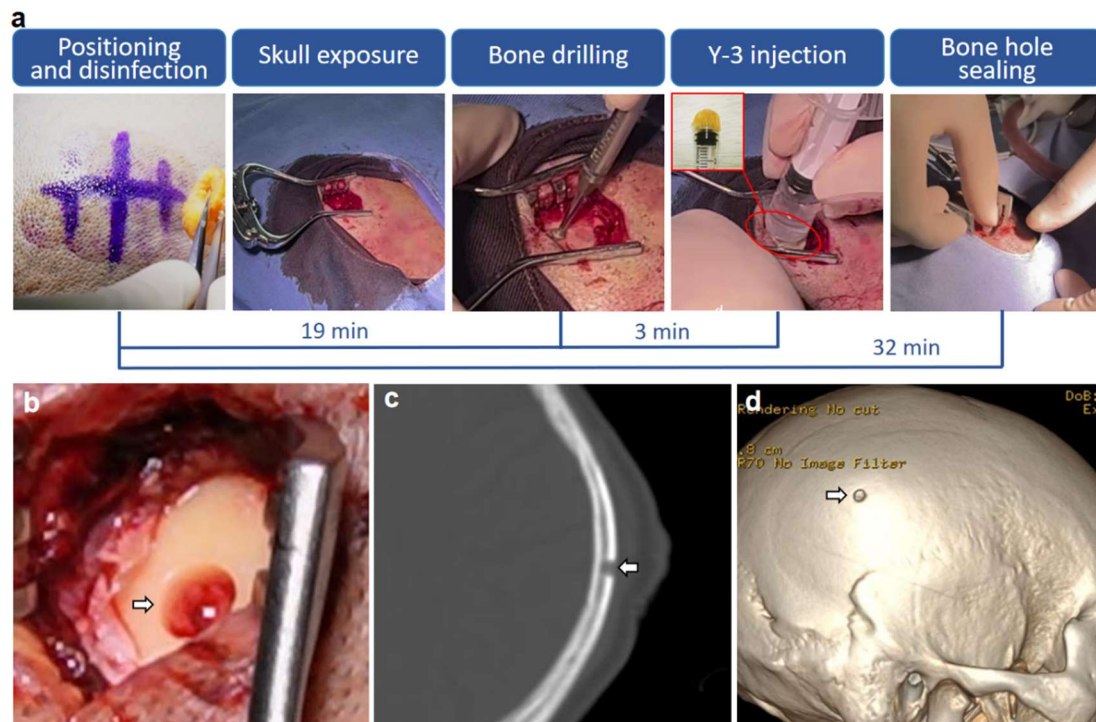 a
Positioning
and disinfection
Skull exposure
Bone drilling
Y-3 injection
Bone hole
sealing
19 min
3 min
32 min
b
c
d
DoB:
Ex
Rendering No cut
.8 cm
R70 No Image Filter